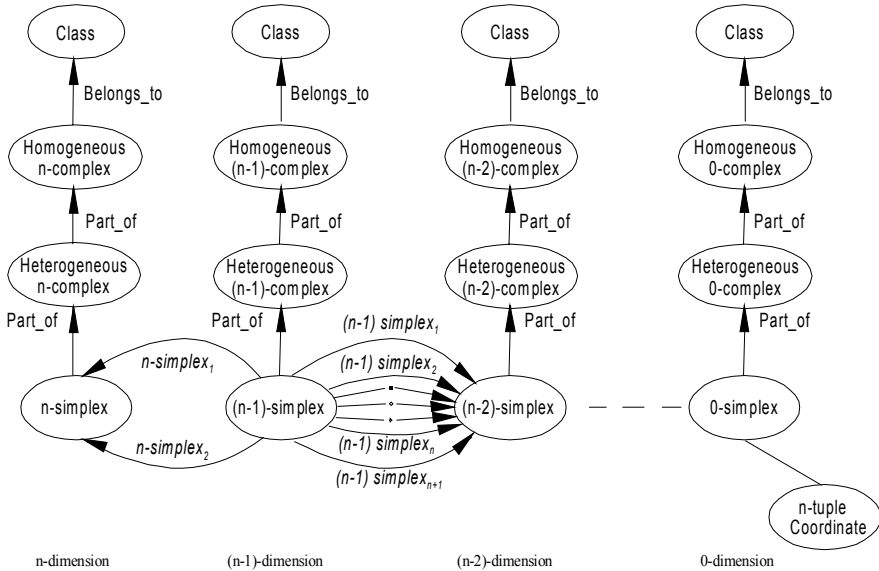 Class
Class
Class
Class
Belongs_to
Belongs_to
Belongs_to
Belongs_to
Homogeneous
n-complex
Homogeneous
(n-1)-complex
Homogeneous
(n-2)-complex
Homogeneous
0-complex
Part_of
Part_of
Part_of
Part_of
Heterogeneous
n-complex
Heterogeneous
(n-1)-complex
Heterogeneous
(n-2)-complex
Heterogeneous
0-complex
Part_of
Part_of
Part_of
Part_of
n-simplex₁
(n-1) simplex₁
(n-1) simplex₂
n-simplex
(n-1)-simplex
(n-2)-simplex
0-simplex
n-simplex₂
(n-1) simplexₙ
(n-1) simplexₙ₊₁
n-tuple
Coordinate
n-dimension
(n-1)-dimension
(n-2)-dimension
0-dimension